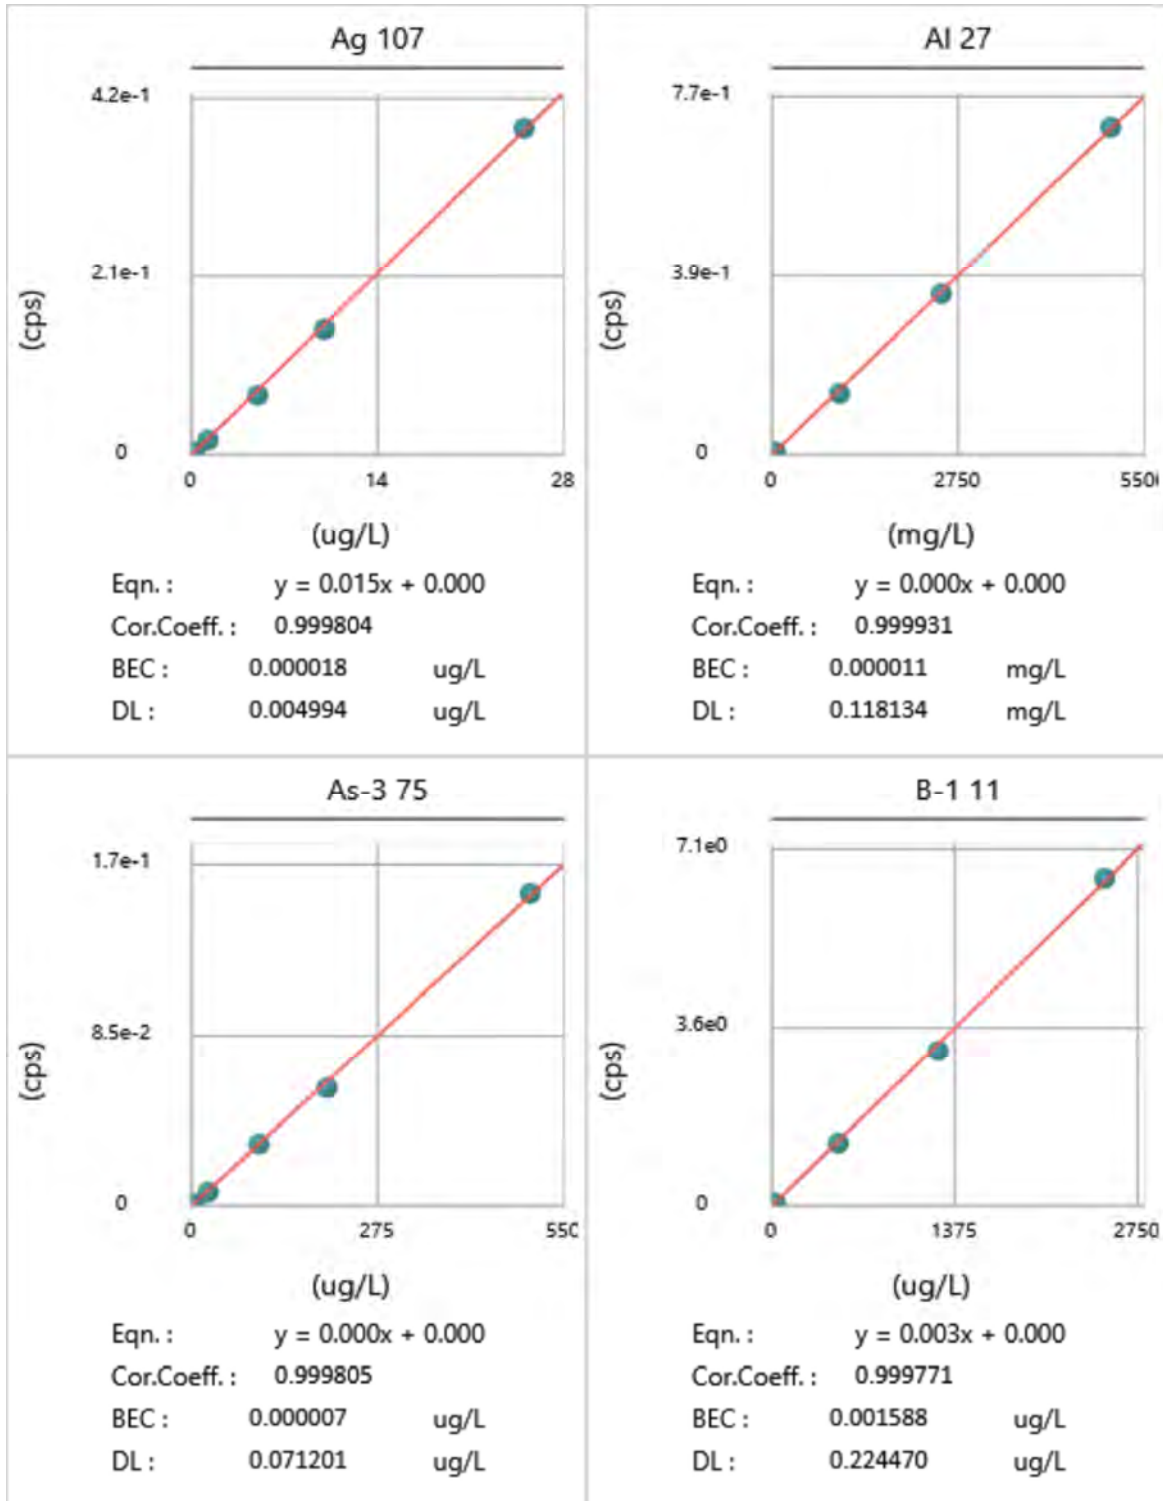 Ag 107
4.2e-1
2.1e-1
0
(cps)
0 14 28
(ug/L)
Eqn. : y = 0.015x + 0.000
Cor.Coeff. : 0.999804
BEC : 0.000018 ug/L
DL : 0.004994 ug/L
Al 27
7.7e-1
3.9e-1
0
(cps)
0 2750 550
(mg/L)
Eqn. : y = 0.000x + 0.000
Cor.Coeff. : 0.999931
BEC : 0.000011 mg/L
DL : 0.118134 mg/L
As-3 75
1.7e-1
8.5e-2
0
(cps)
0 275 550
(ug/L)
Eqn. : y = 0.000x + 0.000
Cor.Coeff. : 0.999805
BEC : 0.000007 ug/L
DL : 0.071201 ug/L
B-1 11
7.1e0
3.6e0
0
(cps)
0 1375 2750
(ug/L)
Eqn. : y = 0.003x + 0.000
Cor.Coeff. : 0.999771
BEC : 0.001588 ug/L
DL : 0.224470 ug/L